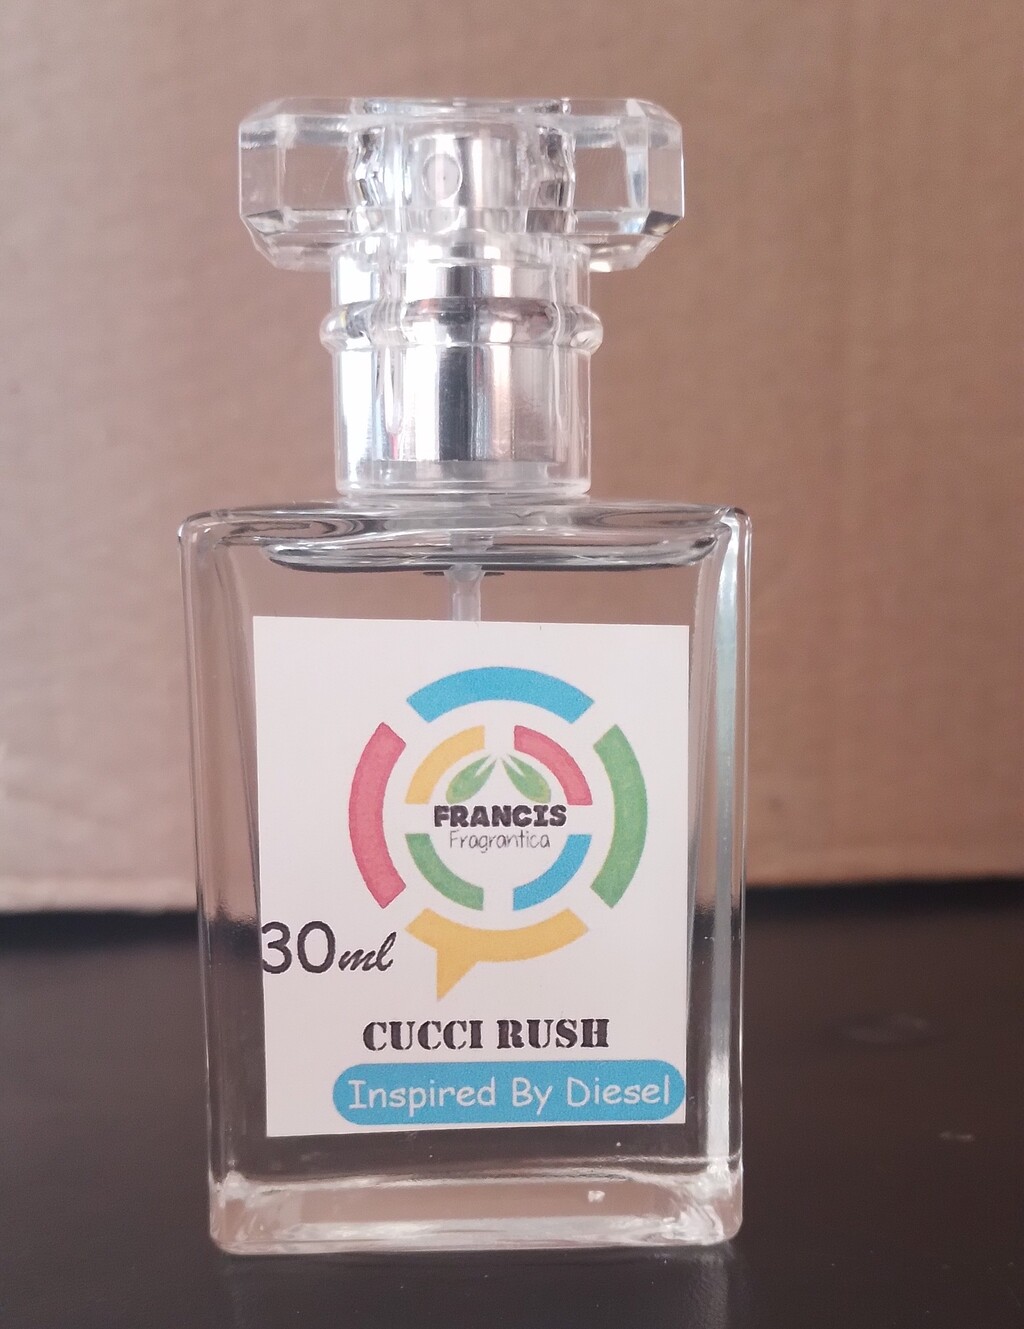 FRANCIS
Fragrantica
30ml
CUCCI RUSH
Inspired By Diesel